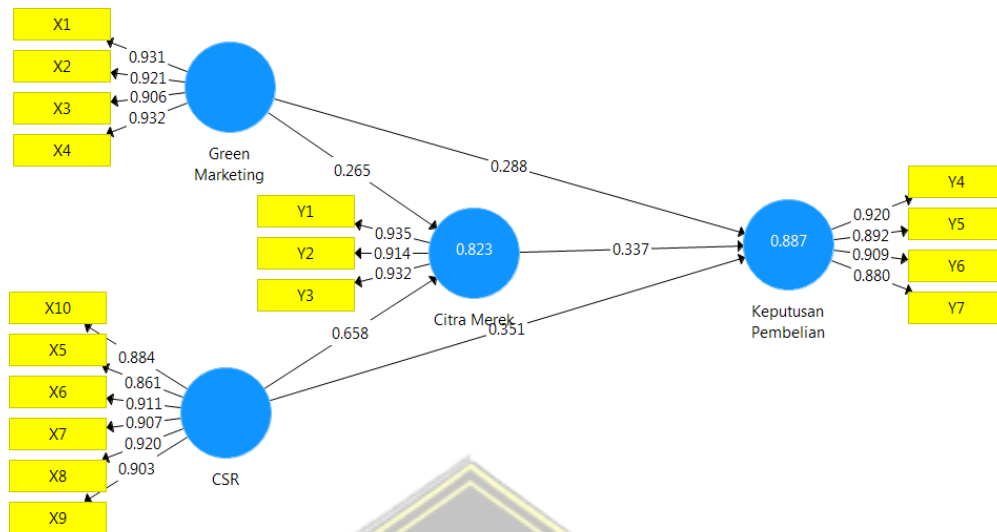 X1
X2
X3
X4
0.931
0.921
0.906
0.932
Green
Marketing
0.265
0.288
Y1
Y2
Y3
0.935
0.914
0.932
0.823
Citra Merek
0.337
0.887
Keputusan
Pembelian
0.920
0.892
0.909
0.880
Y4
Y5
Y6
Y7
X10
X5
X6
X7
X8
X9
0.884
0.861
0.911
0.907
0.920
0.903
CSR
0.658
0.351